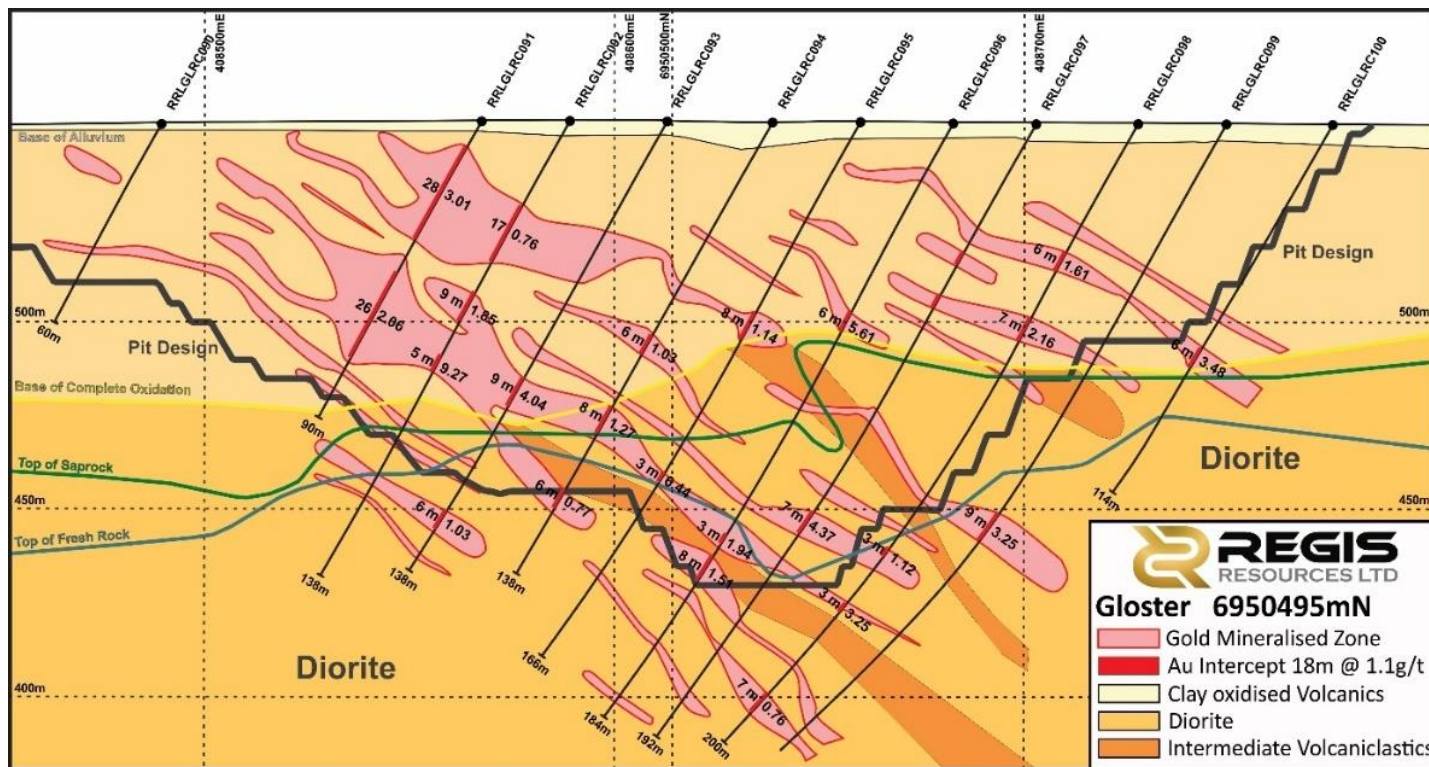 RRLGLRC090
408500mE
RRLGLRC091
RRLGLRC092
408600mE
6950500mN
RRLGLRC093
RRLGLRC094
RRLGLRC095
RRLGLRC096
408700mE
RRLGLRC097
RRLGLRC098
RRLGLRC099
RRLGLRC100
Base of Alluvium
28 3.01
17 0.76
6 m 1.61
Pit Design
26 2.06
9 m 1.85
500m
60m
Pit Design
5 m 9.27
6 m 1.03
8 m 1.14
6 m 5.61
7 m 2.16
500m
6 m 3.48
Base of Complete Oxidation
90m
9 m 4.04
8 m 1.27
Top of Saprock
Diorite
450m
3 m 6.44
6 m 0.77
6 m 1.03
7 m 4.37
9 m 3.25
114m
450m
Top of Fresh Rock
3 m 1.94
3 m 1.12
138m
138m
138m
8 m 1.51
3 m 3.25
166m
Diorite
400m
7 m 0.76
184m
192m
200m
REGIS
RESOURCES LTD
Gloster 6950495mN
Gold Mineralised Zone
Au Intercept 18m @ 1.1g/t
Clay oxidised Volcanics
Diorite
Intermediate Volcaniclastics